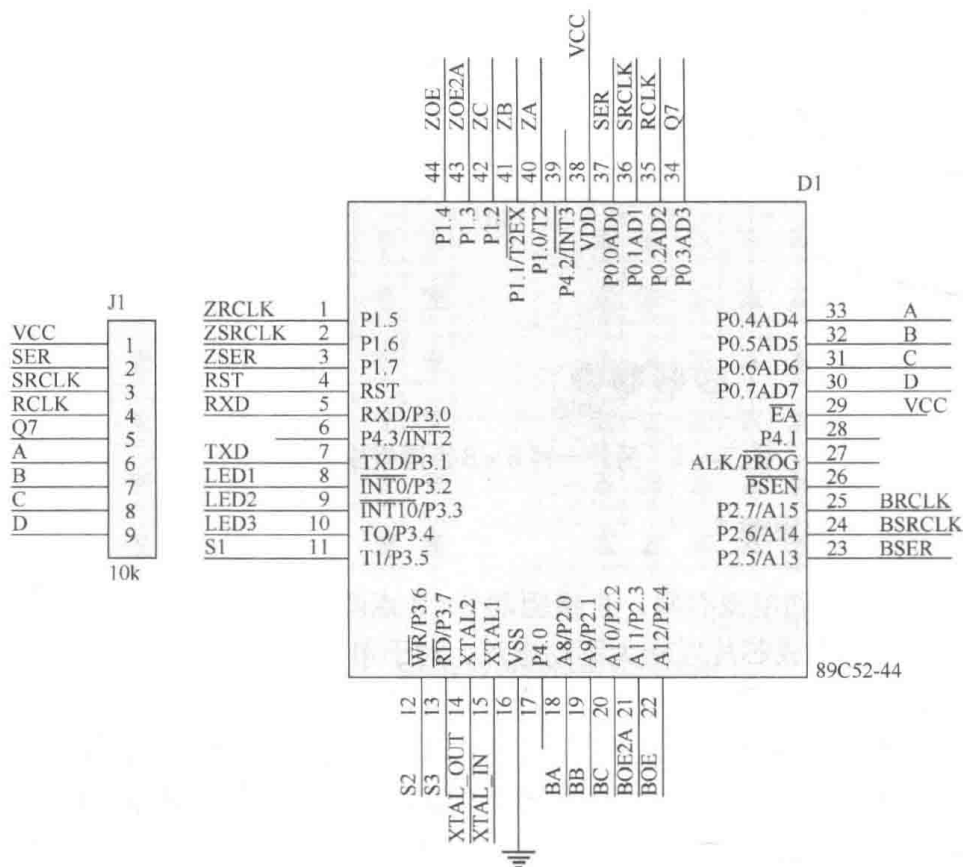 VCC
ZOE
ZOE2A
ZC
ZB
ZA
SER
SRCLK
RCLK
Q7
44
43
42
41
40
39
38
37
36
35
34
D1
P1.4
P1.3
P1.2
P1.1/T2EX
P1.0/T2
P4.2/INT3
VDD
P0.0AD0
P0.1AD1
P0.2AD2
P0.3AD3
J1
VCC 1
SER 2
SRCLK 3
RCLK 4
Q7 5
A 6
B 7
C 8
D 9
10k
ZRCLK 1 P1.5
ZSRCLK 2 P1.6
ZSER 3 P1.7
RST 4 RST
RXD 5 RXD/P3.0
6 P4.3/INT2
TXD 7 TXD/P3.1
LED1 8 INT0/P3.2
LED2 9 INT10/P3.3
LED3 10 TO/P3.4
S1 11 T1/P3.5
P0.4AD4 33 A
P0.5AD5 32 B
P0.6AD6 31 C
P0.7AD7 30 D
EA 29 VCC
P4.1 28
ALK/PROG 27
PSEN 26
P2.7/A15 25 BRCLK
P2.6/A14 24 BSRCLK
P2.5/A13 23 BSER
WR/P3.6
RD/P3.7
XTAL2
XTAL1
VSS
P4.0
A8/P2.0
A9/P2.1
A10/P2.2
A11/P2.3
A12/P2.4
89C52-44
12
13
14
15
16
17
18
19
20
21
22
S2
S3
XTAL_OUT
XTAL_IN
BA
BB
BC
BOE2A
BOE